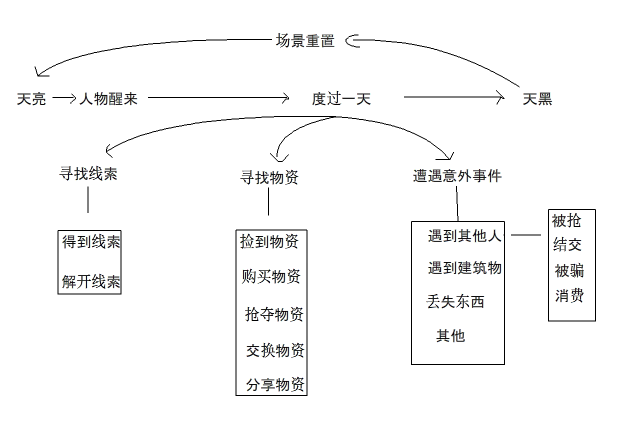 场景重置
天亮
人物醒来
度过一天
天黑
寻找线索
寻找物资
遭遇意外事件
得到线索
解开线索
捡到物资
购买物资
抢夺物资
交换物资
分享物资
遇到其他人
遇到建筑物
丢失东西
其他
被抢
结交
被骗
消费